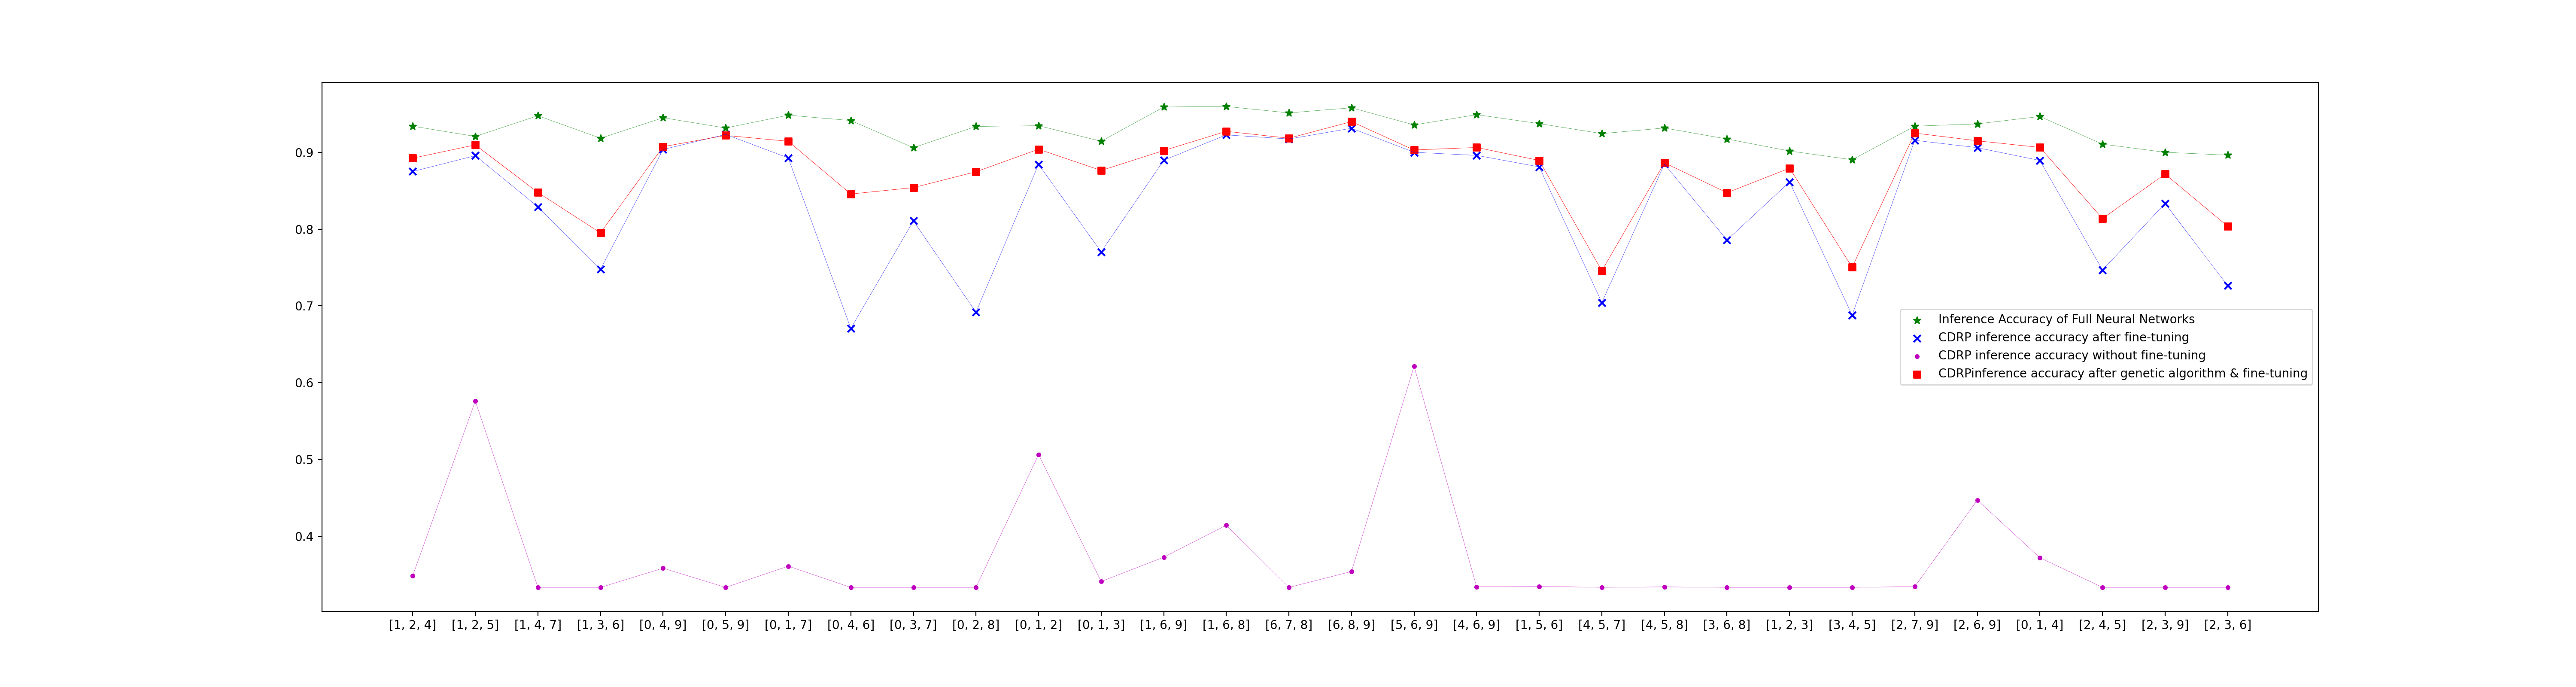 0.9
0.8
0.7
0.6
0.5
0.4
Inference Accuracy of Full Neural Networks
CDRP inference accuracy after fine-tuning
CDRP inference accuracy without fine-tuning
CDRPinference accuracy after genetic algorithm & fine-tuning
[1, 2, 4] [1, 2, 5] [1, 4, 7] [1, 3, 6] [0, 4, 9] [0, 5, 9] [0, 1, 7] [0, 4, 6] [0, 3, 7] [0, 2, 8] [0, 1, 2] [0, 1, 3] [1, 6, 9] [1, 6, 8] [6, 7, 8] [6, 8, 9] [5, 6, 9] [4, 6, 9] [1, 5, 6] [4, 5, 7] [4, 5, 8] [3, 6, 8] [1, 2, 3] [3, 4, 5] [2, 7, 9] [2, 6, 9] [0, 1, 4] [2, 4, 5] [2, 3, 9] [2, 3, 6]